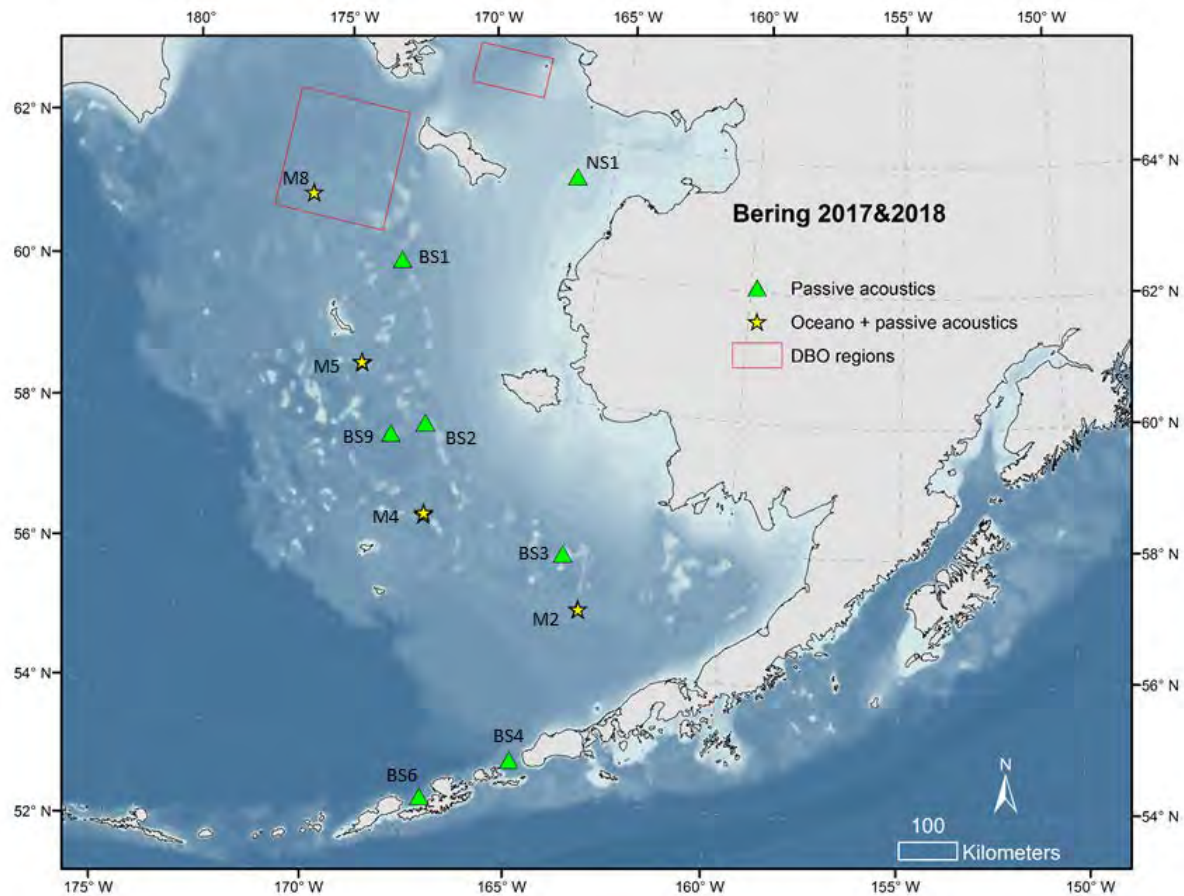 180°
175°W
170°W
165°W
160°W
155°W
150°W
62° N
60° N
58° N
56° N
54° N
52° N
64° N
62° N
60° N
58° N
56° N
54° N
M8
NS1
BS1
M5
BS9
BS2
M4
BS3
M2
BS4
BS6
Bering 2017&2018
Passive acoustics
Oceano + passive acoustics
DBO regions
N
100
Kilometers
175°W
170°W
165°W
160°W
155°W
150°W